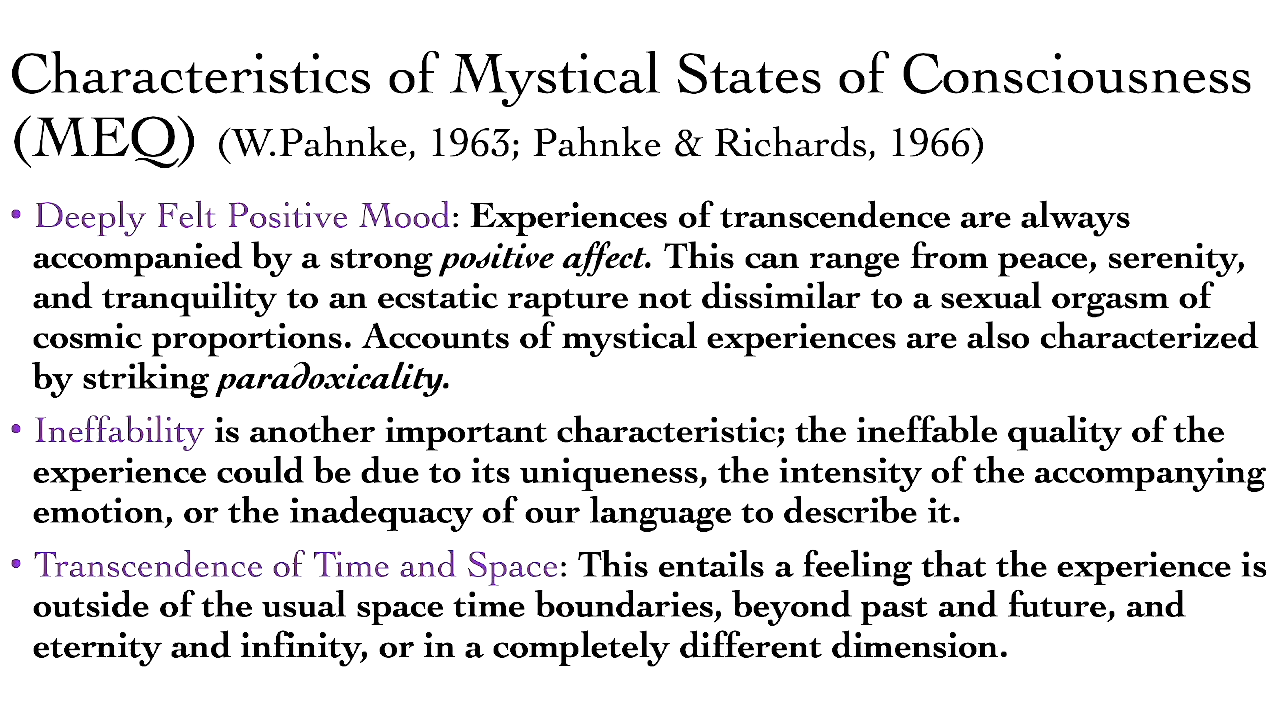 Characteristics of Mystical States of Consciousness
(MEQ) (W.Pahnke, 1963; Pahnke & Richards, 1966)
• Deeply Felt Positive Mood: Experiences of transcendence are always
accompanied by a strong positive affect. This can range from peace, serenity,
and tranquility to an ecstatic rapture not dissimilar to a sexual orgasm of
cosmic proportions. Accounts of mystical experiences are also characterized
by striking paradoxicality.
• Ineffability is another important characteristic; the ineffable quality of the
experience could be due to its uniqueness, the intensity of the accompanying
emotion, or the inadequacy of our language to describe it.
• Transcendence of Time and Space: This entails a feeling that the experience is
outside of the usual space time boundaries, beyond past and future, and
eternity and infinity, or in a completely different dimension.